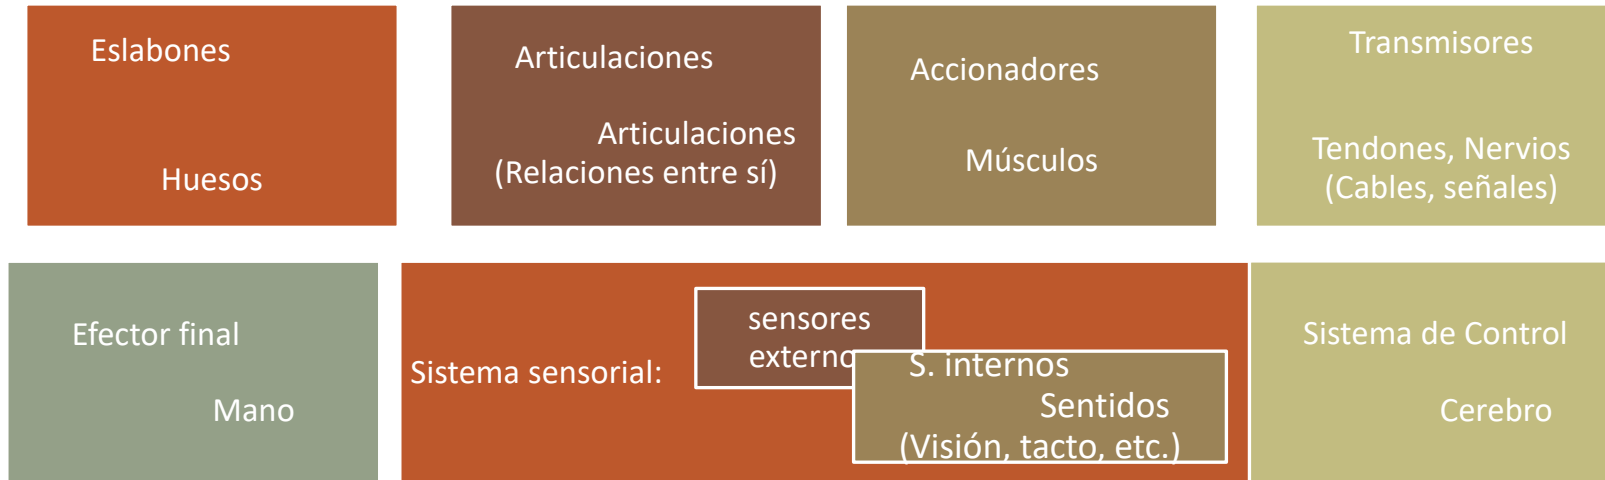 Eslabones
Huesos
Articulaciones
Articulaciones
(Relaciones entre sí)
Accionadores
Músculos
Transmisores
Tendones, Nervios
(Cables, señales)
Efector final
Mano
Sistema sensorial:
sensores
externo
S. internos
Sentidos
(Visión, tacto, etc.)
Sistema de Control
Cerebro